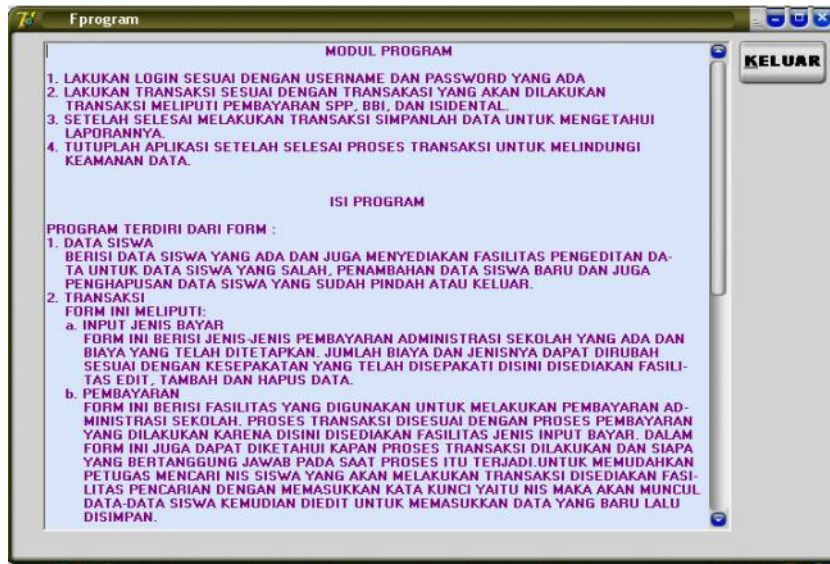 Fprogram
KELUAR
MODUL PROGRAM
1. LAKUKAN LOGIN SESUAI DENGAN USERNAME DAN PASSWORD YANG ADA
2. LAKUKAN TRANSAKSI SESUAI DENGAN TRANSAKASI YANG AKAN DILAKUKAN
TRANSAKSI MELIPUTI PEMBAYARAN SPP, BBI, DAN ISIDENTAL.
3. SETELAH SELESAI MELAKUKAN TRANSAKSI SIMPANLAH DATA UNTUK MENGETAHUI
LAPORANNYA.
4. TUTUPLAH APLIKASI SETELAH SELESAI PROSES TRANSAKSI UNTUK MELINDUNGI
KEAMANAN DATA.
ISI PROGRAM
PROGRAM TERDIRI DARI FORM :
1. DATA SISWA
BERISI DATA SISWA YANG ADA DAN JUGA MENYEDIAKAN FASILITAS PENGEDITAN DA-
TA UNTUK DATA SISWA YANG SALAH, PENAMBAHAN DATA SISWA BARU DAN JUGA
PENGHAPUSAN DATA SISWA YANG SUDAH PINDAH ATAU KELUAR.
2. TRANSAKSI
FORM INI MELIPUTI:
a. INPUT JENIS BAYAR
FORM INI BERISI JENIS-JENIS PEMBAYARAN ADMINISTRASI SEKOLAH YANG ADA DAN
BIAYA YANG TELAH DITETAPKAN. JUMLAH BIAYA DAN JENISNYA DAPAT DIRUBAH
SESUAI DENGAN KESEPAKATAN YANG TELAH DISEPAKATI DISINI DISEDIAKAN FASILI-
TAS EDIT, TAMBAH DAN HAPUS DATA.
b. PEMBAYARAN
FORM INI BERISI FASILITAS YANG DIGUNAKAN UNTUK MELAKUKAN PEMBAYARAN AD-
MINISTRASI SEKOLAH. PROSES TRANSAKSI DISESUAI DENGAN PROSES PEMBAYARAN
YANG DILAKUKAN KARENA DISINI DISEDIAKAN FASILITAS JENIS INPUT BAYAR. DALAM
FORM INI JUGA DAPAT DIKETAHUI KAPAN PROSES TRANSAKSI DILAKUKAN DAN SIAPA
YANG BERTANGGUNG JAWAB PADA SAAT PROSES ITU TERJADI.UNTUK MEMUDAHKAN
PETUGAS MENCARI NIS SISWA YANG AKAN MELAKUKAN TRANSAKSI DISEDIAKAN FASI-
LITAS PENCARIAN DENGAN MEMASUKKAN KATA KUNCI YAITU NIS MAKA AKAN MUNCUL
DATA-DATA SISWA KEMUDIAN DIEDIT UNTUK MEMASUKKAN DATA YANG BARU LALU
DISIMPAN.